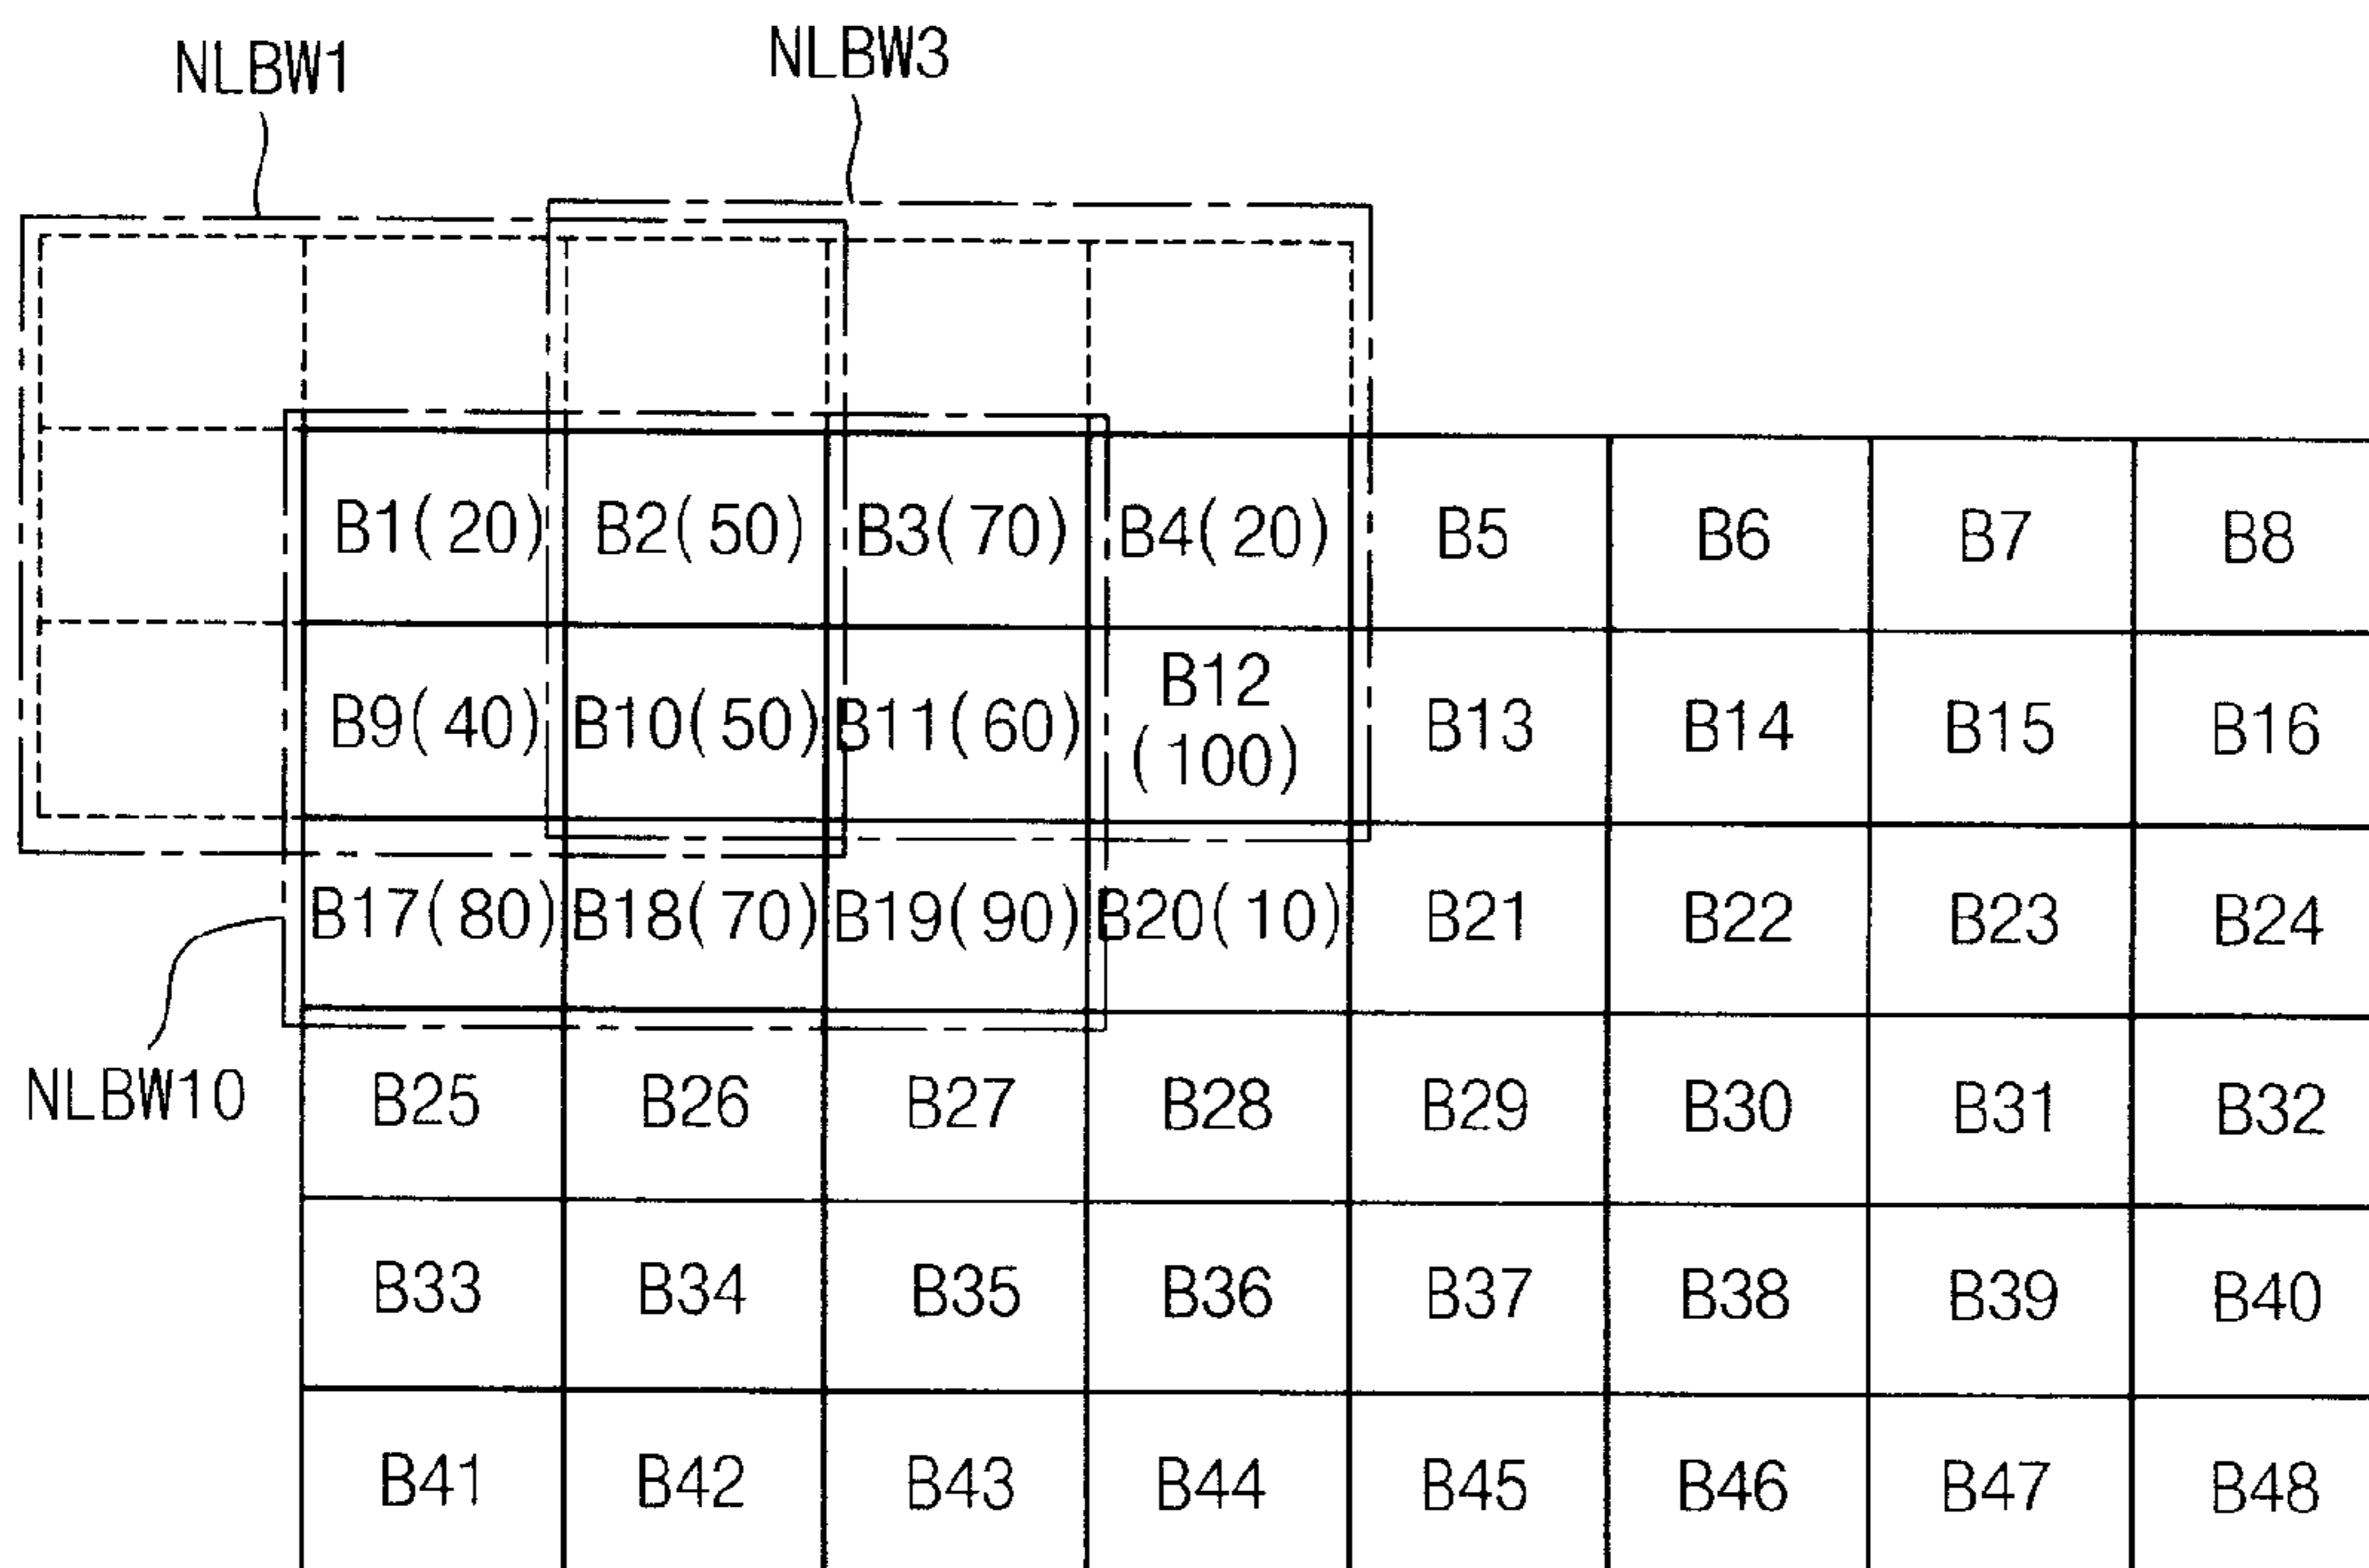 NLBW1 NLBW3
B1(20) B2(50) B3(70) B4(20) B5 B6 B7 B8
B9(40) B10(50) B11(60) B12 (100) B13 B14 B15 B16
B17(80) B18(70) B19(90) B20(10) B21 B22 B23 B24
NLBW10
B25 B26 B27 B28 B29 B30 B31 B32
B33 B34 B35 B36 B37 B38 B39 B40
B41 B42 B43 B44 B45 B46 B47 B48